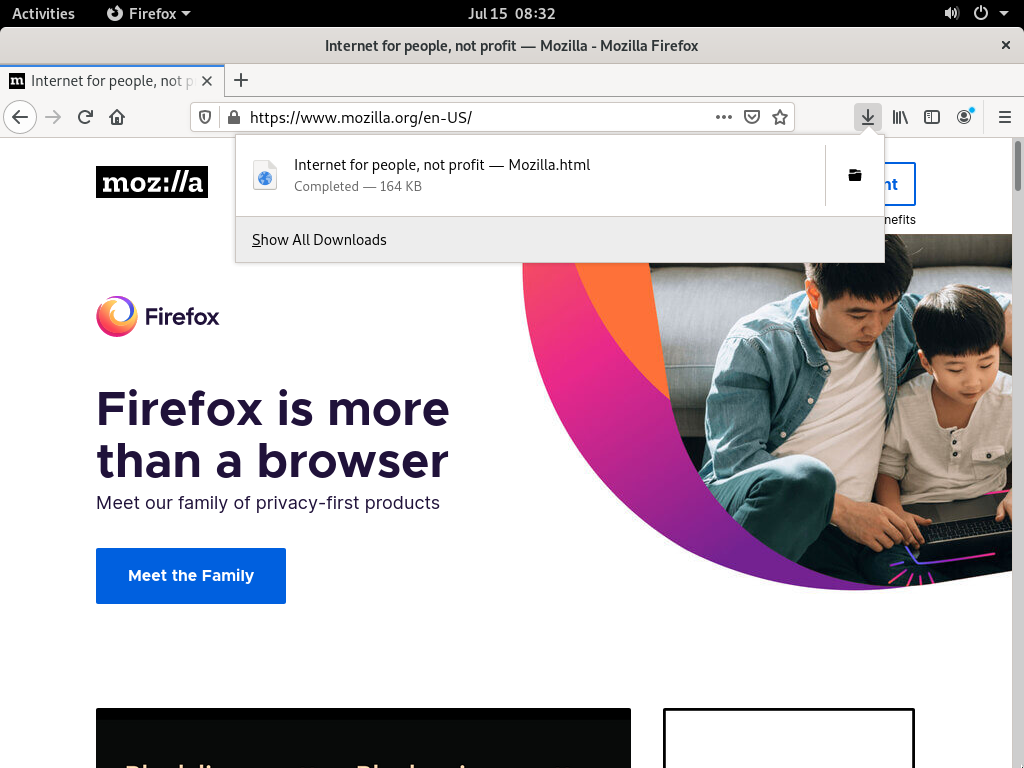 Activities
Firefox
Jul 15 08:32
Internet for people, not profit — Mozilla - Mozilla Firefox
Internet for people, not p
https://www.mozilla.org/en-US/
moz://a
Internet for people, not profit — Mozilla.html
Completed — 164 KB
Show All Downloads
nt
nefits
Firefox
Firefox is more
than a browser
Meet our family of privacy-first products
Meet the Family